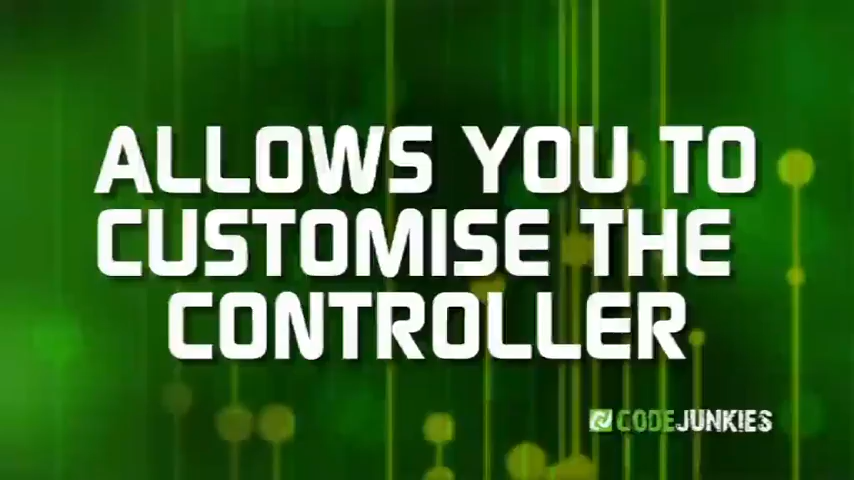 ALLOWS YOU TO
CUSTOMISE THE
CONTROLLER
CODEJUNKIES